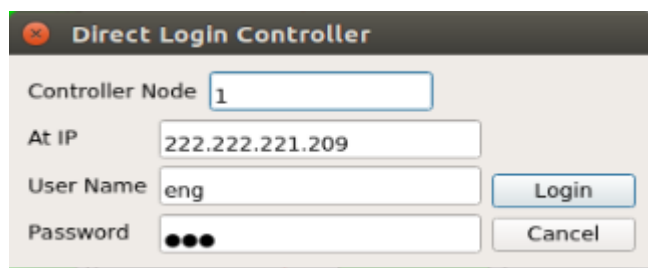 Direct Login Controller
Controller Node 1
At IP 222.222.221.209
User Name eng Login
Password ●●● Cancel